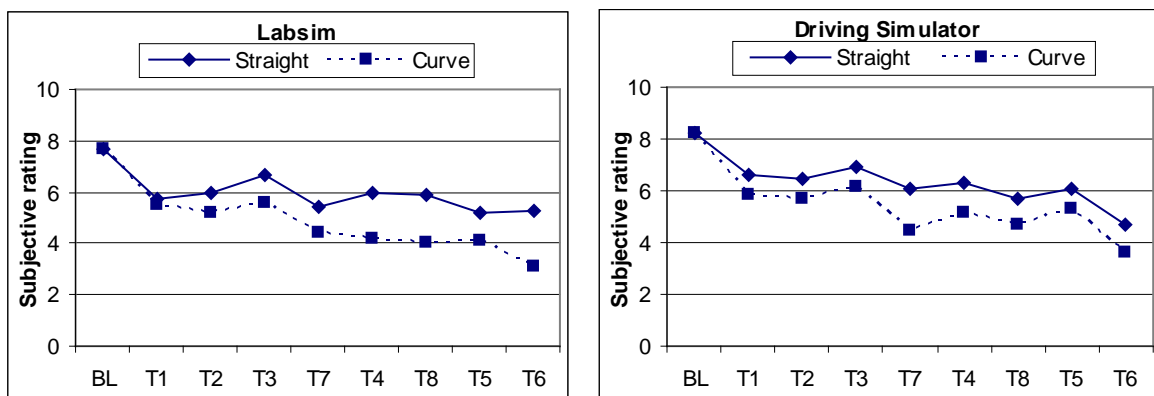 Labsim
Straight Curve
Subjective rating
10
8
6
4
2
0
BL T1 T2 T3 T7 T4 T8 T5 T6
Driving Simulator
Straight Curve
Subjective rating
10
8
6
4
2
0
BL T1 T2 T3 T7 T4 T8 T5 T6